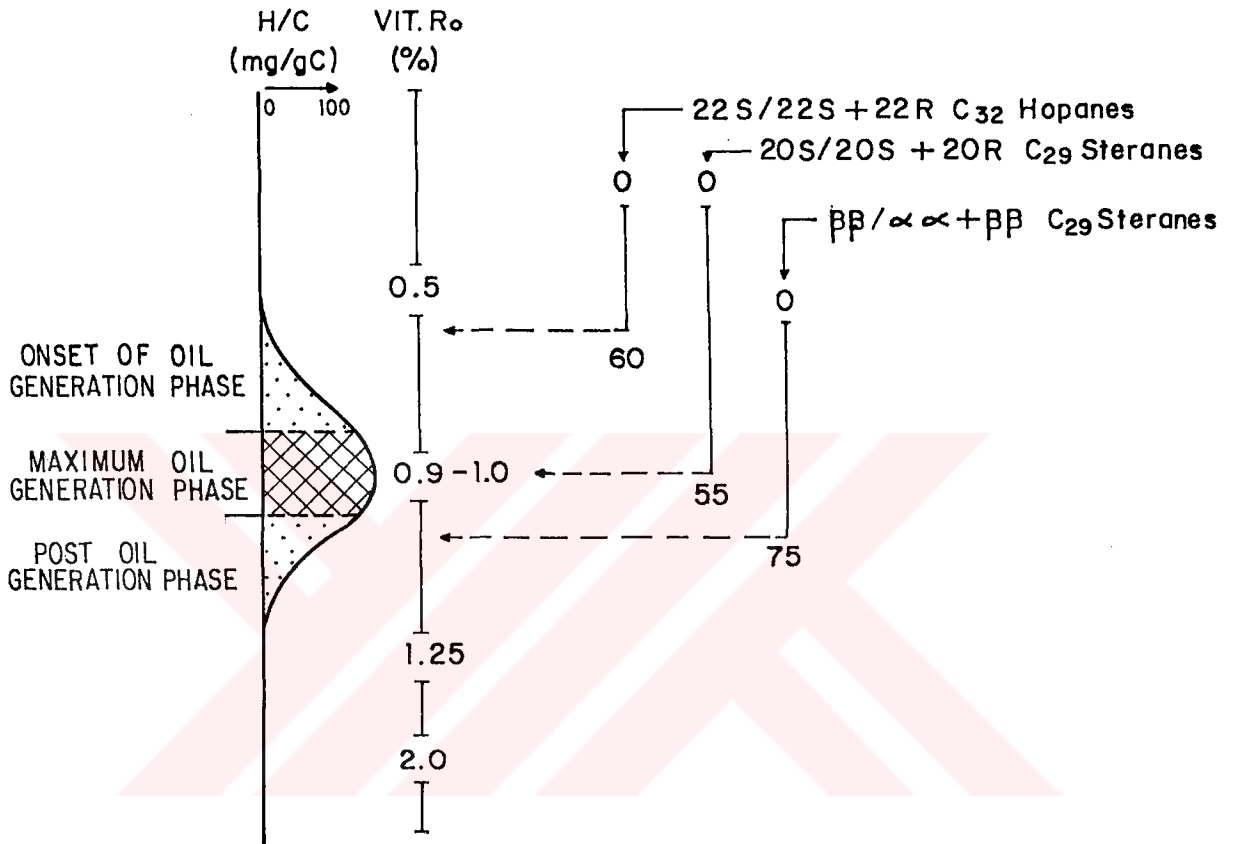 H/C
(mg/gC)
0 100
VIT. Ro
(%)
22S/22S + 22R C32 Hopanes
20S/20S + 20R C29 Steranes
0 0
ββ/αα+ββ C29 Steranes
0
0.5
ONSET OF OIL
GENERATION PHASE
60
MAXIMUM OIL
GENERATION PHASE
0.9 - 1.0
55
POST OIL
GENERATION PHASE
75
1.25
2.0